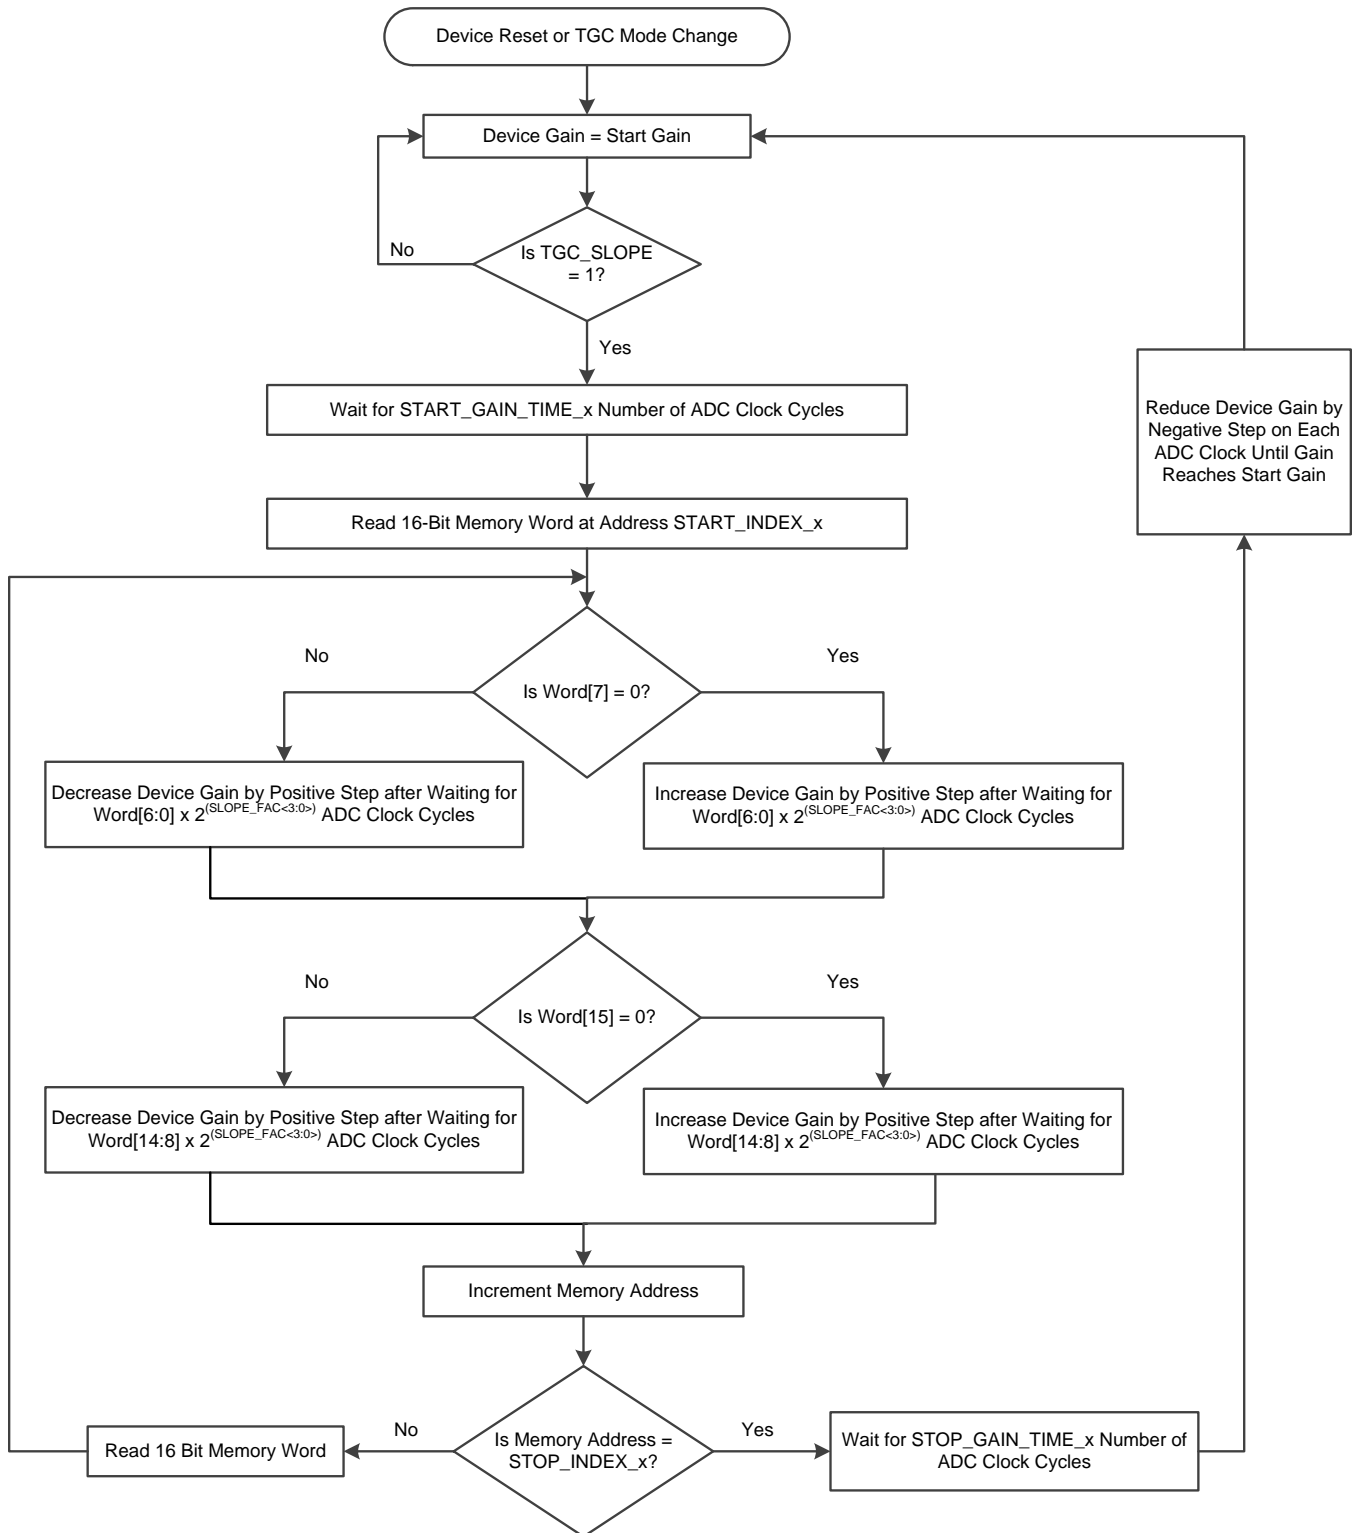 Device Reset or TGC Mode Change
Device Gain = Start Gain
No
Is TGC_SLOPE
= 1?
Yes
Wait for START_GAIN_TIME_x Number of ADC Clock Cycles
Reduce Device Gain by
Negative Step on Each
ADC Clock Until Gain
Reaches Start Gain
Read 16-Bit Memory Word at Address START_INDEX_x
No
Yes
Is Word[7] = 0?
Decrease Device Gain by Positive Step after Waiting for
Word[6:0] x 2(SLOPE_FAC<3:0>) ADC Clock Cycles
Increase Device Gain by Positive Step after Waiting for
Word[6:0] x 2(SLOPE_FAC<3:0>) ADC Clock Cycles
No
Yes
Is Word[15] = 0?
Decrease Device Gain by Positive Step after Waiting for
Word[14:8] x 2(SLOPE_FAC<3:0>) ADC Clock Cycles
Increase Device Gain by Positive Step after Waiting for
Word[14:8] x 2(SLOPE_FAC<3:0>) ADC Clock Cycles
Increment Memory Address
Read 16 Bit Memory Word
No
Is Memory Address =
STOP_INDEX_x?
Yes
Wait for STOP_GAIN_TIME_x Number of
ADC Clock Cycles